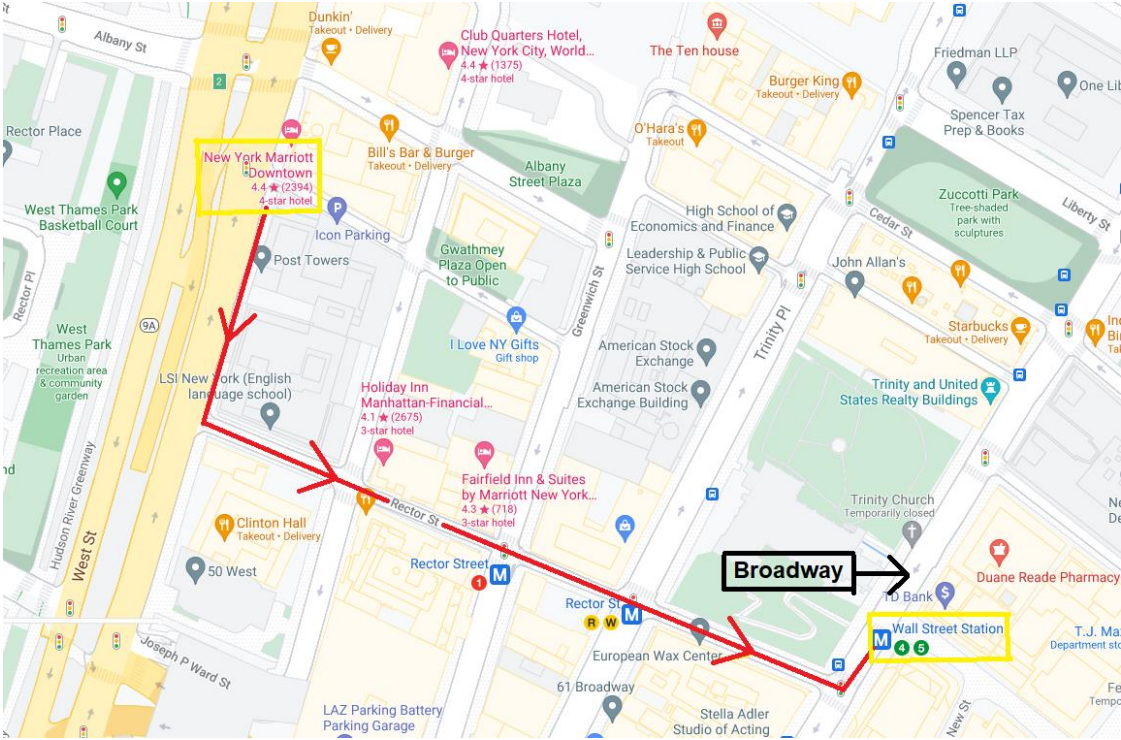 Dunkin'
Takeout • Delivery
Albany St
Club Quarters Hotel,
New York City, World...
4.4 ★ (1375)
4-star hotel
The Ten house
Friedman LLP
Burger King
Takeout • Delivery
Spencer Tax
Prep & Books
2
Rector Place
New York Marriott
Downtown
4.4 ★ (2394)
4-star hotel
Bill's Bar & Burger
Takeout • Delivery
O'Hara's
Takeout
Albany
Street Plaza
Zuccotti Park
Tree-shaded
park with
sculptures
Liberty St
Cedar St
West Thames Park
Basketball Court
P
Icon Parking
High School of
Economics and Finance
Leadership & Public
Service High School
John Allan's
Post Towers
Gwathmey
Plaza Open
to Public
Greenwich St
Rector Pl
9A
West
Thames Park
Urban
recreation area
& community
garden
I Love NY Gifts
Gift shop
Trinity Pl
Starbucks
Takeout • Delivery
American Stock
Exchange
American Stock
Exchange Building
LSI New York (English
language school)
Holiday Inn
Manhattan-Financial...
4.1 ★ (2675)
3-star hotel
Trinity and United
States Realty Buildings
Fairfield Inn & Suites
by Marriott New York...
4.3 ★ (718)
3-star hotel
Rector St
Trinity Church
Temporarily closed
Hudson River Greenway
West St
Clinton Hall
Takeout • Delivery
50 West
Rector Street
1
M
Broadway
Duane Reade Pharmacy
TD Bank
$
Rector St
R W
M
Wall Street Station
M
4 5
European Wax Center
T.J. Ma
Department sto
Joseph P Ward St
61 Broadway
New St
LAZ Parking Battery
Parking Garage
Stella Adler
Studio of Acting